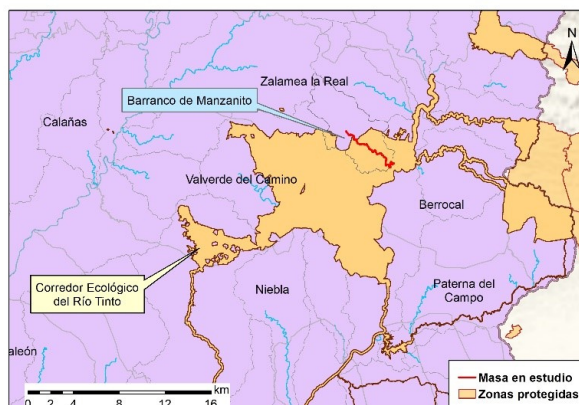 N
Zalamea la Real
Barranco de Manzanito
Calañas
Valverde del Camino
Berrocal
Corredor Ecológico
del Río Tinto
Niebla
Paterna del
Campo
aleón
km
0 2 4 8 12 16
Masa en estudio
Zonas protegidas